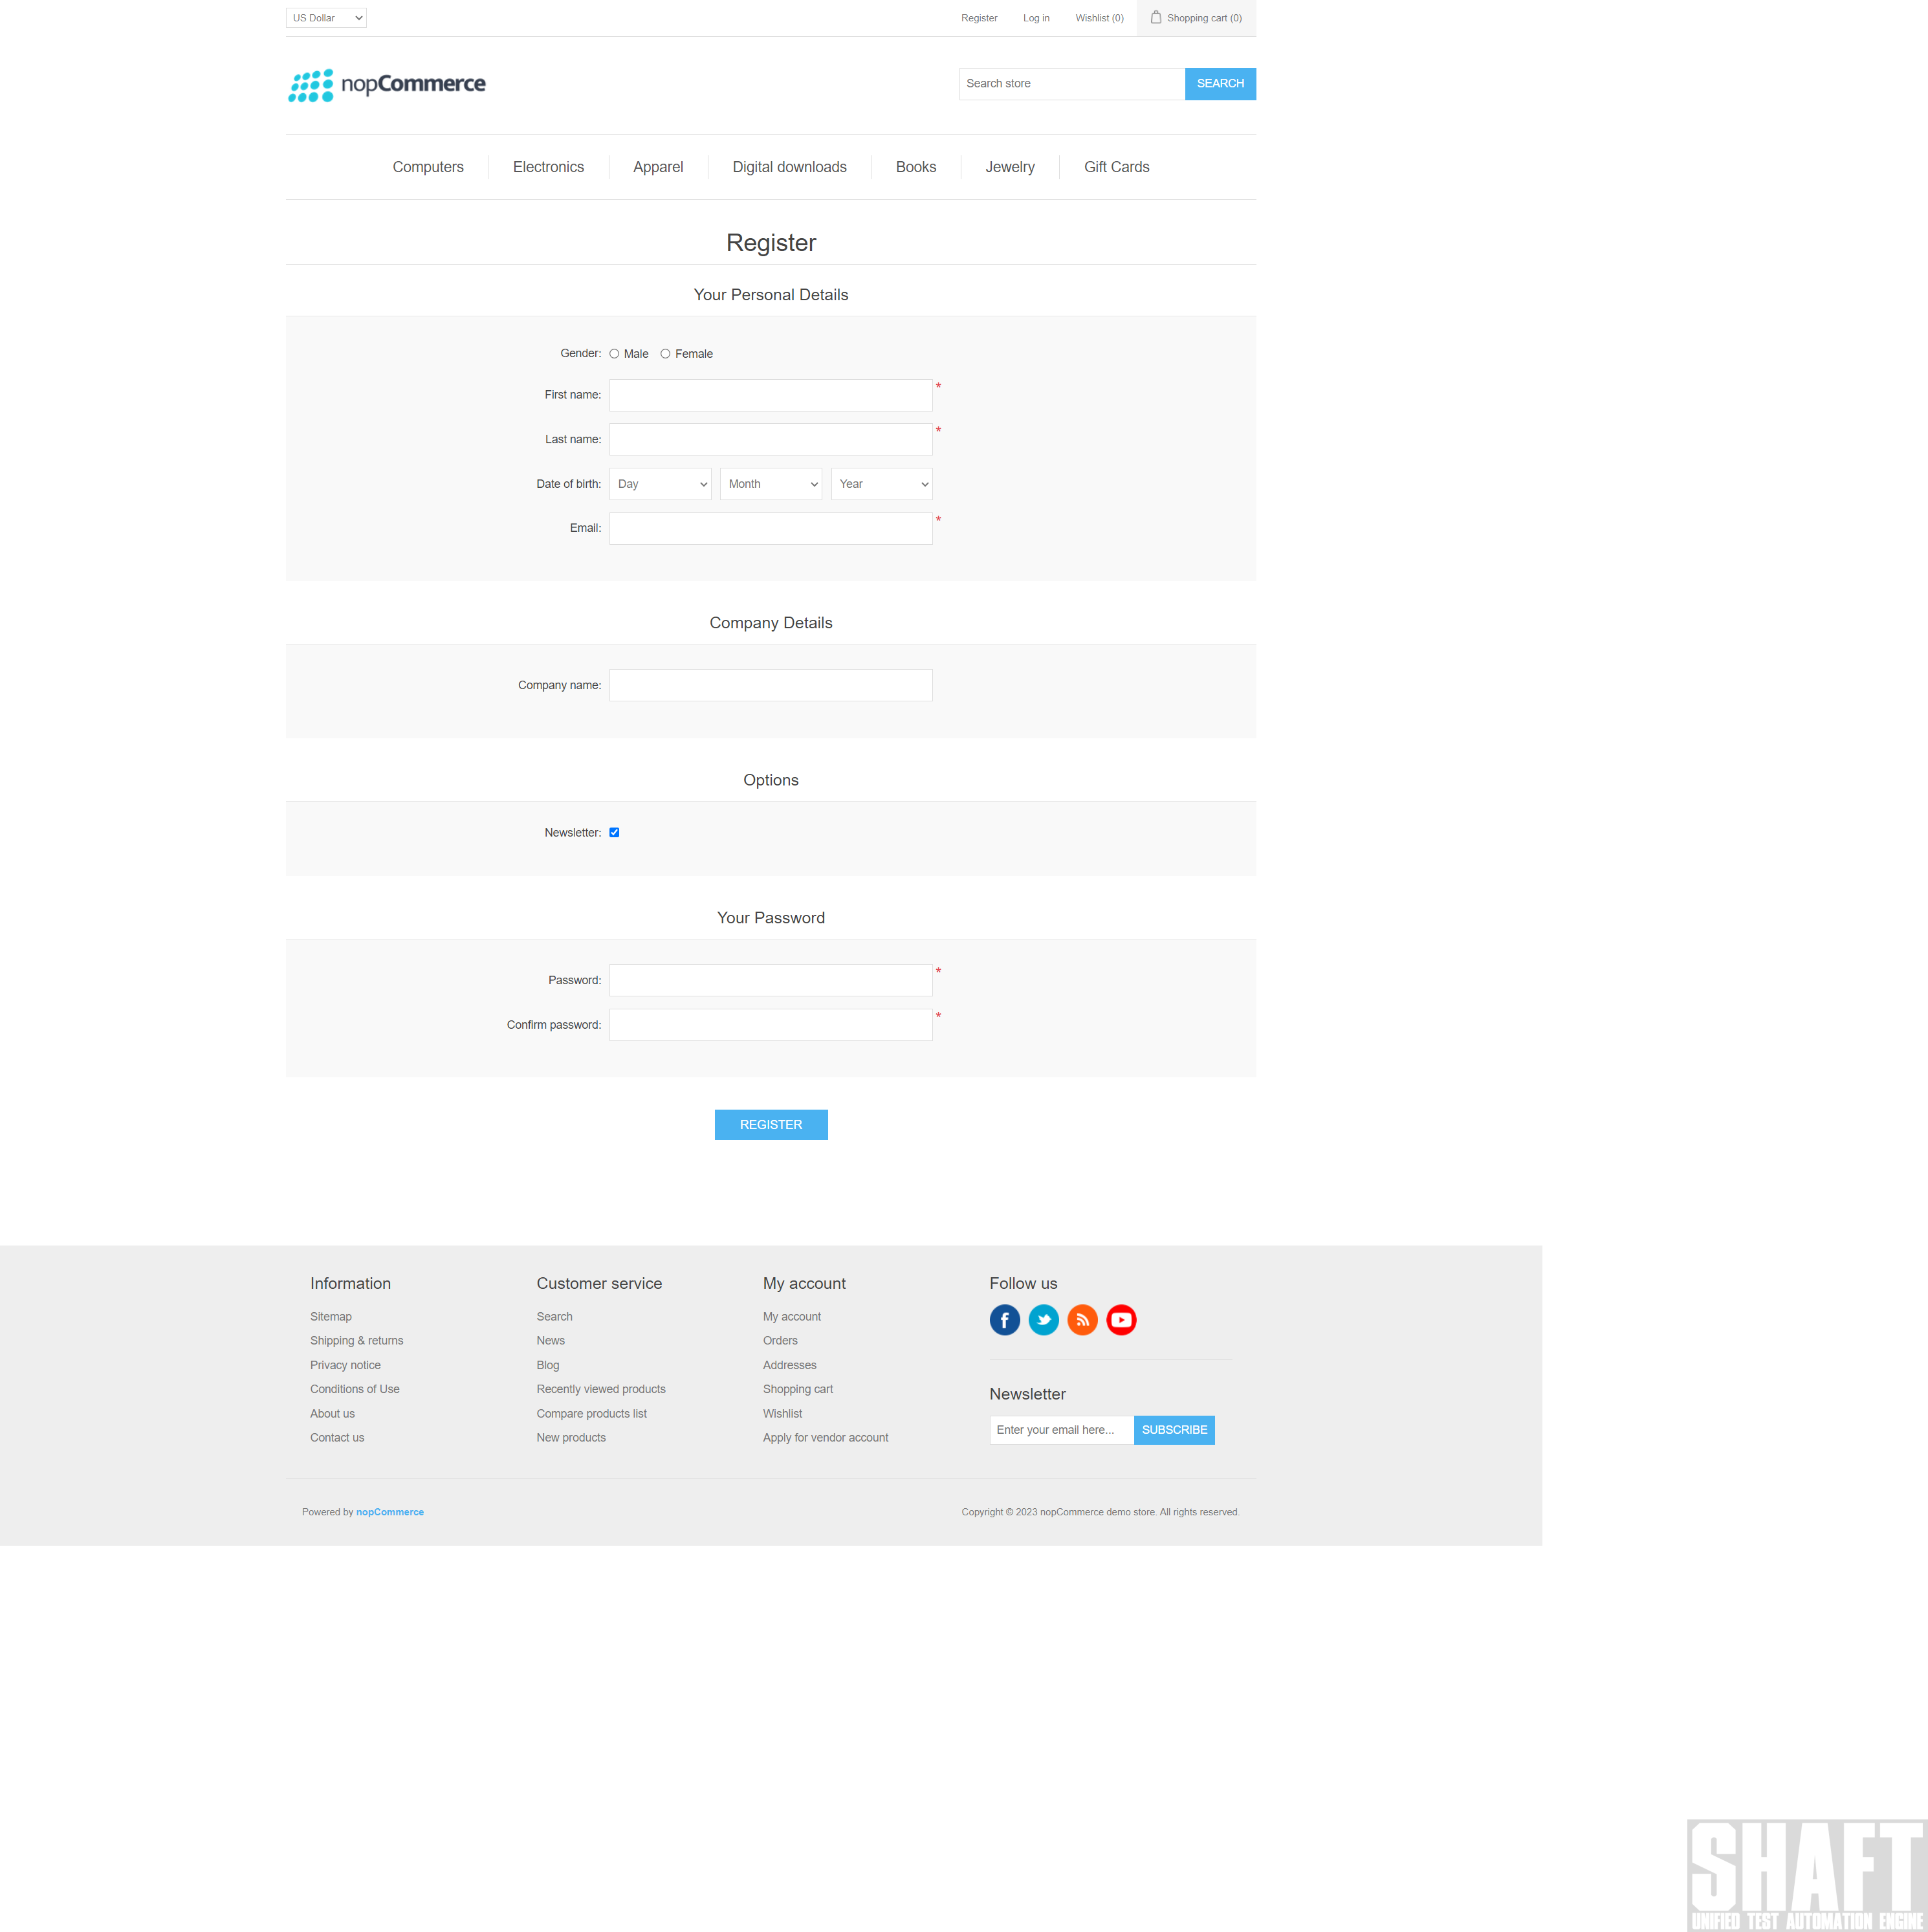 US Dollar
Register
Log in
Wishlist (0)
Shopping cart (0)
nopCommerce
Search store
SEARCH
Computers
Electronics
Apparel
Digital downloads
Books
Jewelry
Gift Cards
Register
Your Personal Details
Gender: Male Female
First name: *
Last name: *
Date of birth: Day Month Year
Email: *
Company Details
Company name:
Options
Newsletter:
Your Password
Password: *
Confirm password: *
REGISTER
Information
Sitemap
Shipping & returns
Privacy notice
Conditions of Use
About us
Contact us
Customer service
Search
News
Blog
Recently viewed products
Compare products list
New products
My account
My account
Orders
Addresses
Shopping cart
Wishlist
Apply for vendor account
Follow us
Newsletter
Enter your email here...
SUBSCRIBE
Powered by nopCommerce
Copyright © 2023 nopCommerce demo store. All rights reserved.
SHAFT
UNIFIED TEST AUTOMATION ENGINE